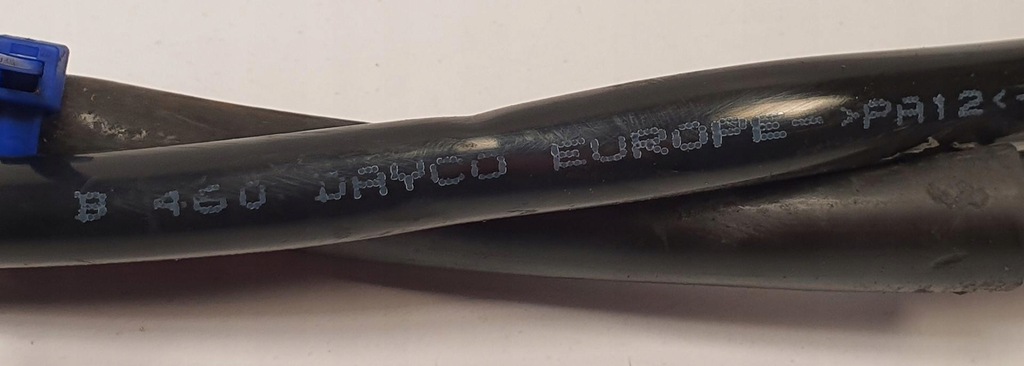 B 460 DAYCO EUROPE- >PA12<-